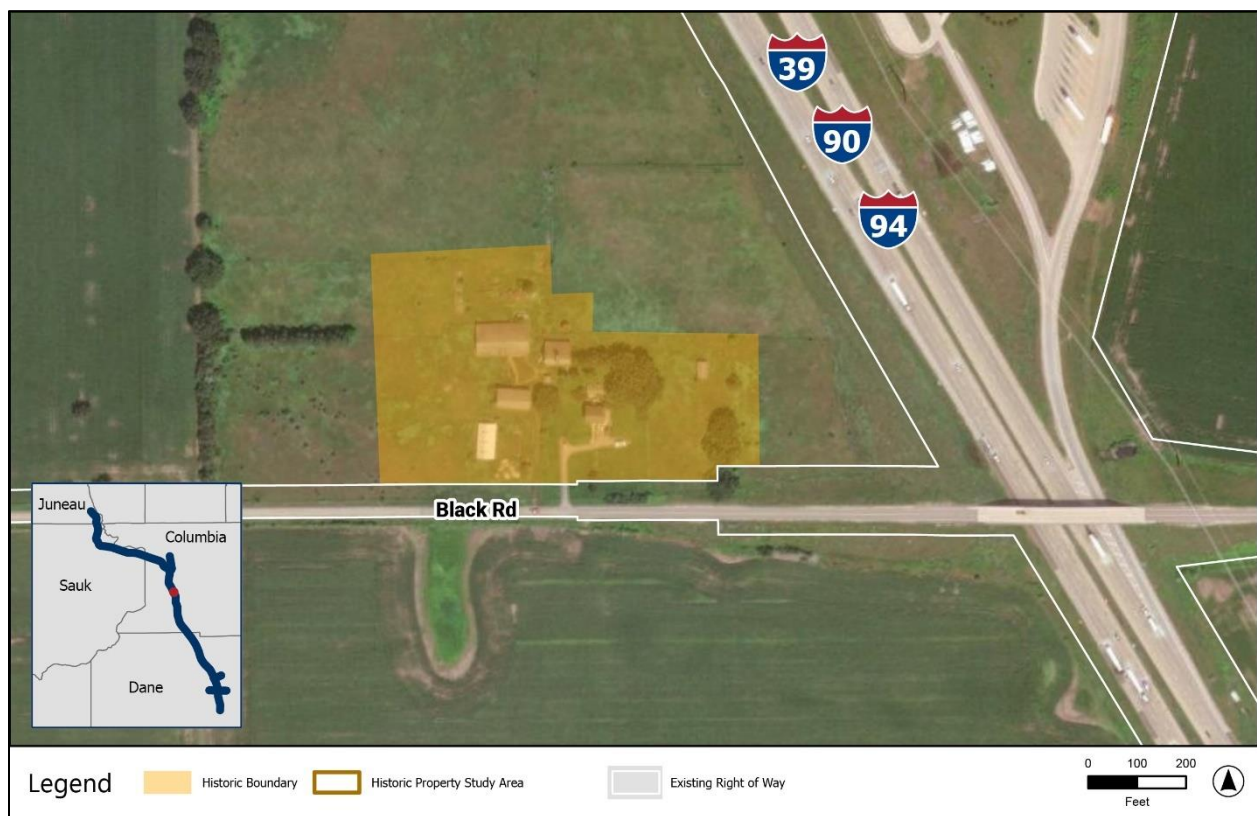 39
90
94
Black Rd
Juneau
Columbia
Sauk
Dane
Legend
Historic Boundary
Historic Property Study Area
Existing Right of Way
0 100 200
Feet